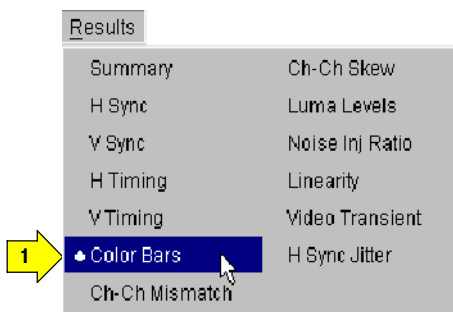 Results
Summary
H Sync
V Sync
H Timing
V Timing
1
Color Bars
Ch-Ch Mismatch
Ch-Ch Skew
Luma Levels
Noise Inj Ratio
Linearity
Video Transient
H Sync Jitter